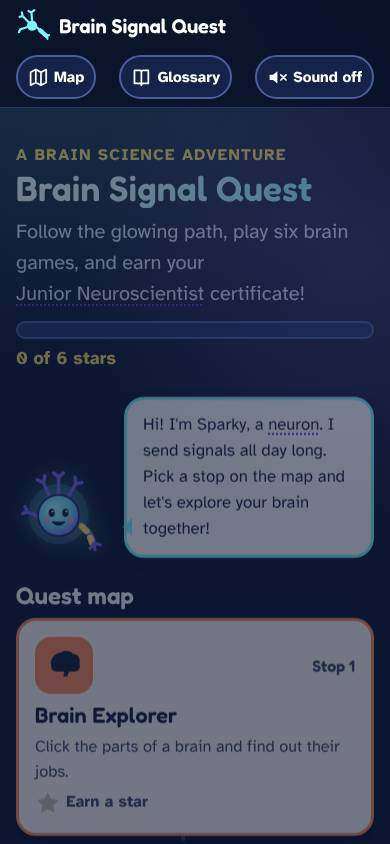 Brain Signal Quest
Map
Glossary
Sound off
A BRAIN SCIENCE ADVENTURE
Brain Signal Quest
Follow the glowing path, play six brain
games, and earn your
Junior Neuroscientist certificate!
0 of 6 stars
Hi! I'm Sparky, a neuron. I
send signals all day long.
Pick a stop on the map and
let's explore your brain
together!
Quest map
Stop 1
Brain Explorer
Click the parts of a brain and find out their
jobs.
Earn a star